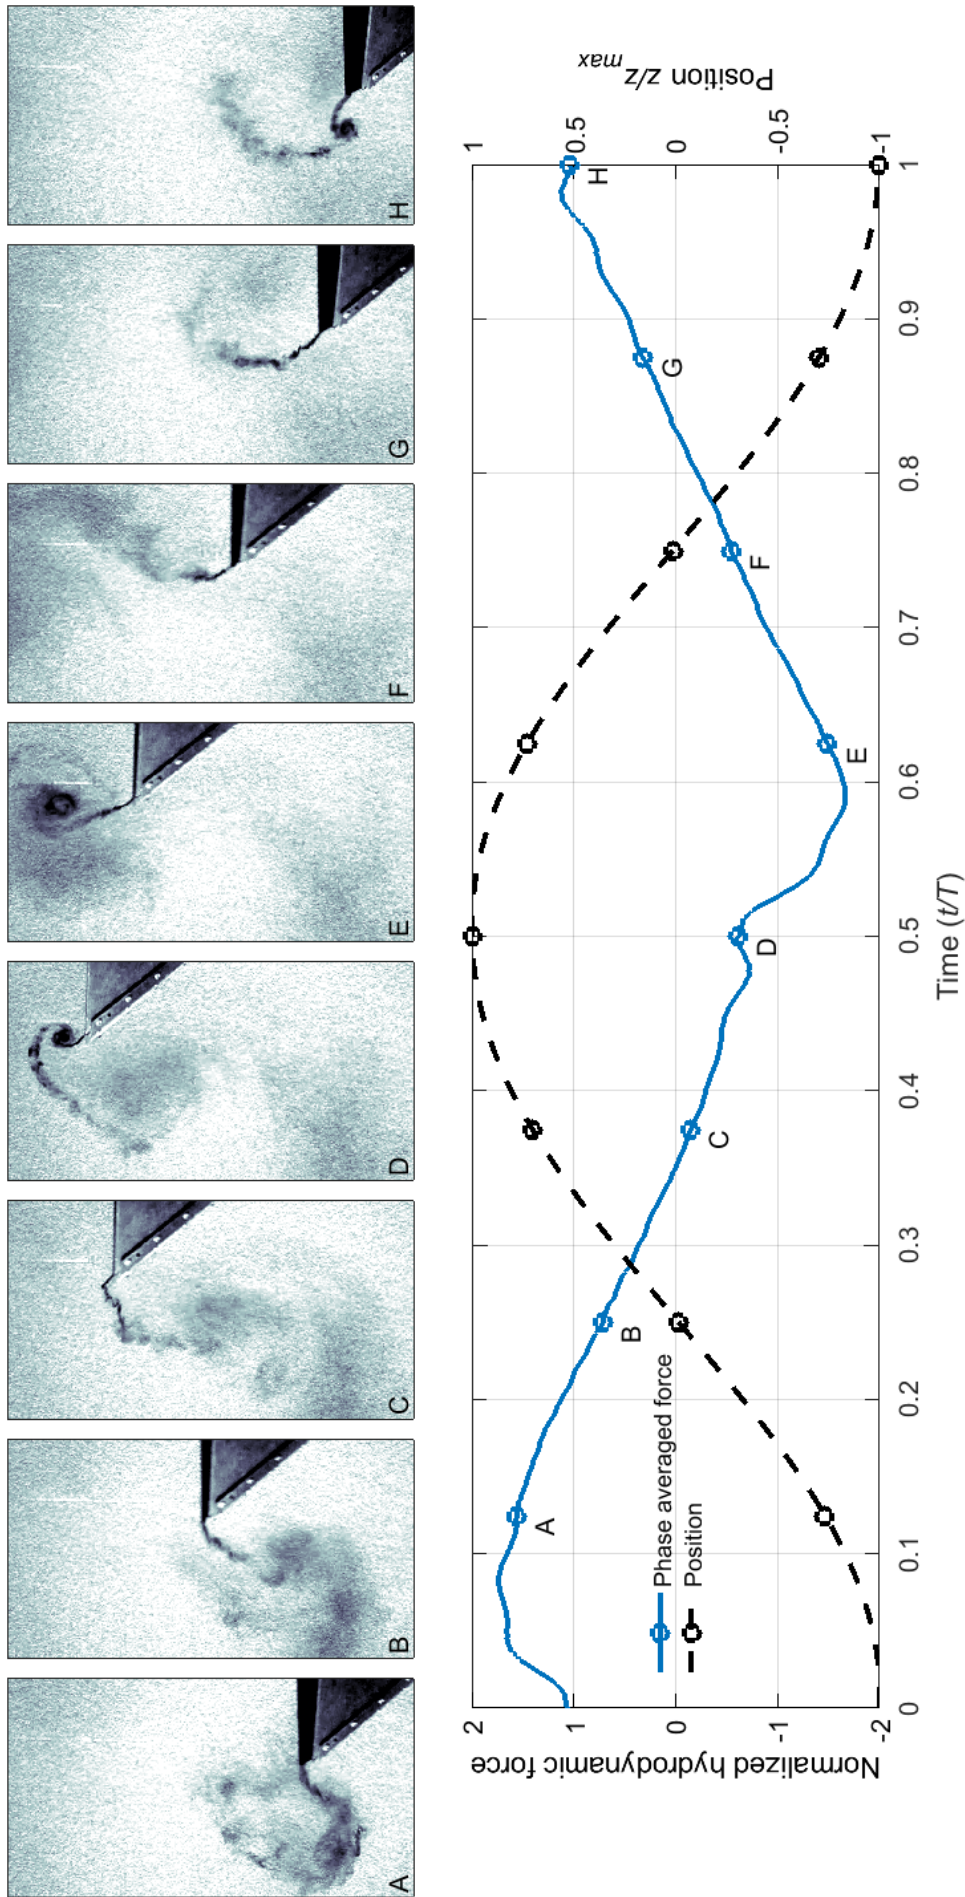 A
B
C
D
E
F
G
H
Normalized hydrodynamic force
2
1
0
-1
-2
Position z/zmax
1
0.5
0
-0.5
-1
A
B
C
D
E
F
G
H
Phase averaged force
Position
0
0.1
0.2
0.3
0.4
0.5
0.6
0.7
0.8
0.9
1
Time (t/T)